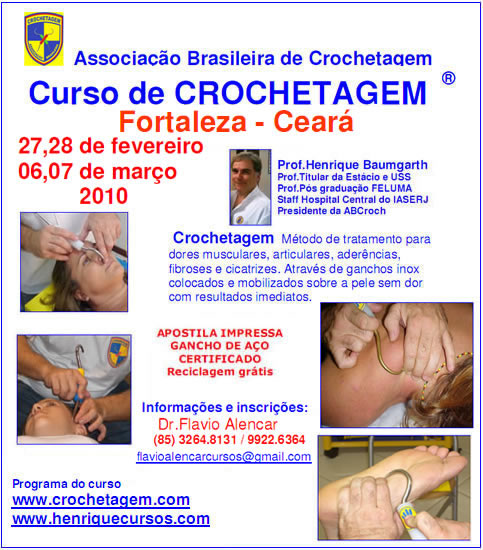 CROCHETAGEM
Associação Brasileira de Crochetagem
Curso de CROCHETAGEM ®
Fortaleza - Ceará
27,28 de fevereiro
06,07 de março
2010
Prof.Henrique Baumgarth
Prof.Titular da Estácio e USS
Prof.Pós graduação FELUMA
Staff Hospital Central do IASERJ
Presidente da ABCroch
Crochetagem Método de tratamento para
dores musculares, articulares, aderências,
fibroses e cicatrizes. Através de ganchos inox
colocados e mobilizados sobre a pele sem dor
com resultados imediatos.
APOSTILA IMPRESSA
GANCHO DE AÇO
CERTIFICADO
Reciclagem grátis
Informações e inscrições:
Dr.Flavio Alencar
(85) 3264.8131 / 9922.6364
flavioalencarcursos@gmail.com
Programa do curso
www.crochetagem.com
www.henriquecursos.com